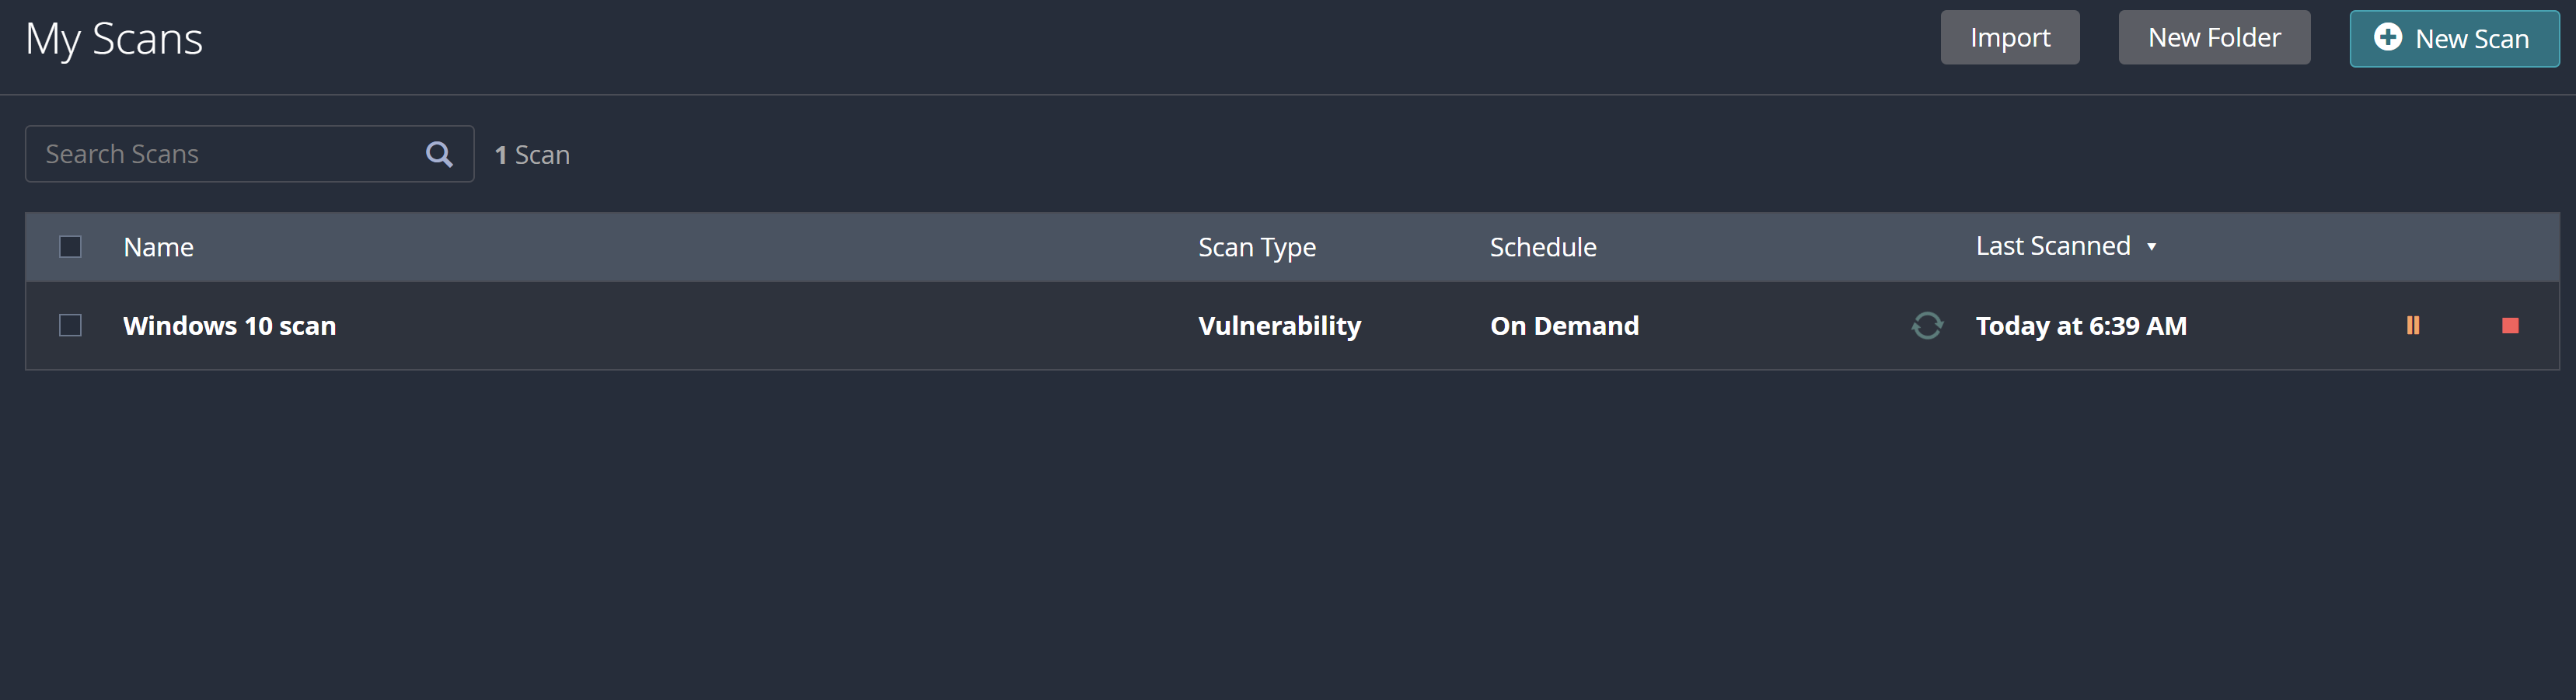 My Scans
Import
New Folder
New Scan
Search Scans
1 Scan
Name Scan Type Schedule Last Scanned
Windows 10 scan Vulnerability On Demand Today at 6:39 AM